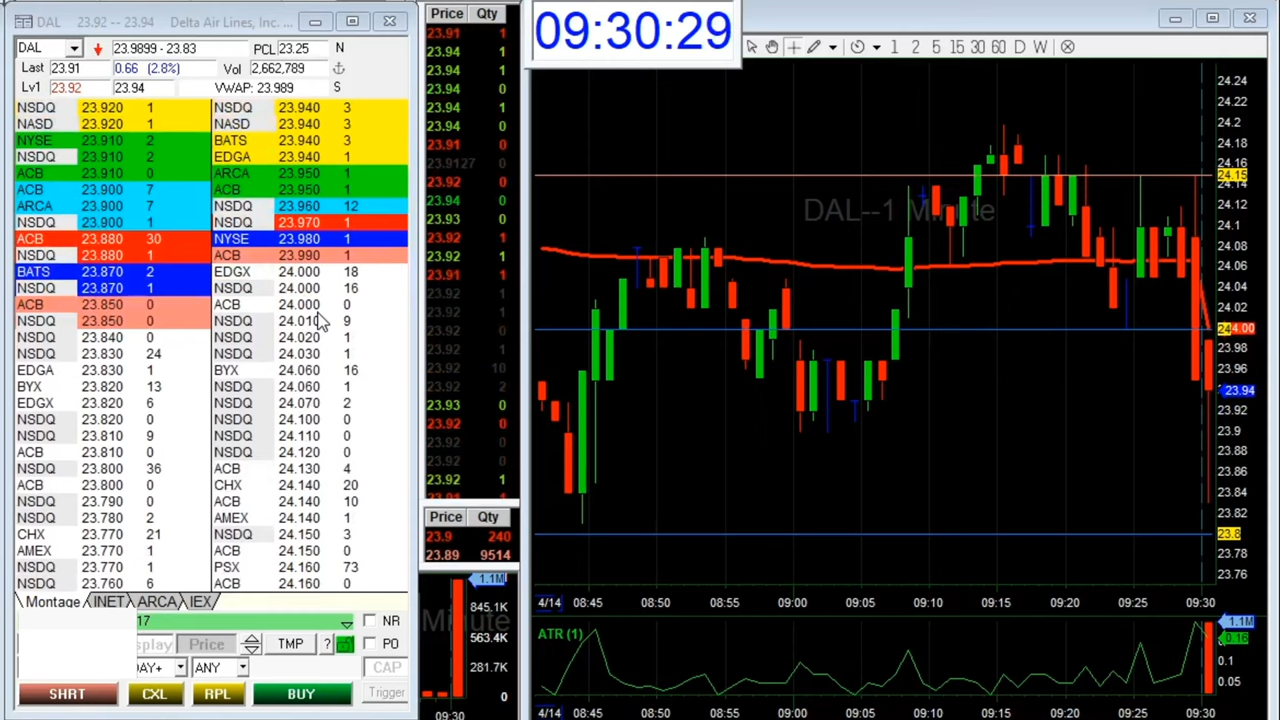 DAL 23.92 -- 23.94 Delta Air Lines, Inc. ...
DAL 23.9899 - 23.83 PCL 23.25 N
Last 23.91 0.66 (2.8%) Vol 2,662,789
Lv1 23.92 23.94 VWAP: 23.989 S
NSDQ 23.920 1 NSDQ 23.940 3
NASD 23.920 1 NASD 23.940 3
NYSE 23.910 2 BATS 23.940 3
NSDQ 23.910 2 EDGA 23.940 1
ACB 23.910 0 ARCA 23.950 1
ACB 23.900 7 ACB 23.950 1
ARCA 23.900 7 NSDQ 23.960 12
NSDQ 23.900 1 NSDQ 23.970 1
ACB 23.880 30 NYSE 23.980 1
NSDQ 23.880 1 ACB 23.990 1
BATS 23.870 2 EDGX 24.000 18
NSDQ 23.870 1 NSDQ 24.000 16
ACB 23.850 0 ACB 24.000 0
NSDQ 23.850 0 NSDQ 24.010 9
NSDQ 23.840 0 NSDQ 24.020 1
NSDQ 23.830 24 NSDQ 24.030 1
EDGA 23.830 1 BYX 24.060 16
BYX 23.820 13 NSDQ 24.060 1
EDGX 23.820 6 NSDQ 24.070 2
NSDQ 23.820 0 NSDQ 24.100 0
NSDQ 23.810 9 NSDQ 24.110 0
ACB 23.810 0 NSDQ 24.120 0
NSDQ 23.800 36 ACB 24.130 4
ACB 23.800 0 CHX 24.140 20
NSDQ 23.790 0 ACB 24.140 10
NSDQ 23.780 2 AMEX 24.140 1
CHX 23.770 21 NSDQ 24.150 3
AMEX 23.770 1 ACB 24.150 0
NSDQ 23.770 1 PSX 24.160 73
NSDQ 23.760 6 ACB 24.160 0
Montage INET ARCA IEX
17 NR
splay Price TMP ? PO
DAY+ ANY CAP
SHRT CXL RPL BUY Trigger
Price Qty
23.91 1
23.94 1
23.94 1
23.94 0
23.94 1
23.94 1
23.91 0
23.9127 0
23.92 0
23.94 0
23.93 0
23.92 1
23.92 1
23.91 1
23.92 1
23.92 1
23.92 0
23.92 1
23.92 10
23.92 2
23.93 0
23.92 0
23.92 0
23.92 1
23.91 1
Price Qty
23.9 240
23.89 9514
1.1M
845.1K
Minute
563.4K
281.7K
0
09:30
09:30:29
1 2 5 15 30 60 D W
DAL--1 Minute
24.24
24.22
24.2
24.18
24.16
24.15
24.14
24.12
24.1
24.08
24.06
24.04
24.02
24.00
23.98
23.96
23.94
23.92
23.9
23.88
23.86
23.84
23.82
23.8
23.78
23.76
4/14 08:45 08:50 08:55 09:00 09:05 09:10 09:15 09:20 09:25 09:30
ATR (1)
1.1M
0.16
0.1
0.05
4/14 08:45 08:50 08:55 09:00 09:05 09:10 09:15 09:20 09:25 09:30